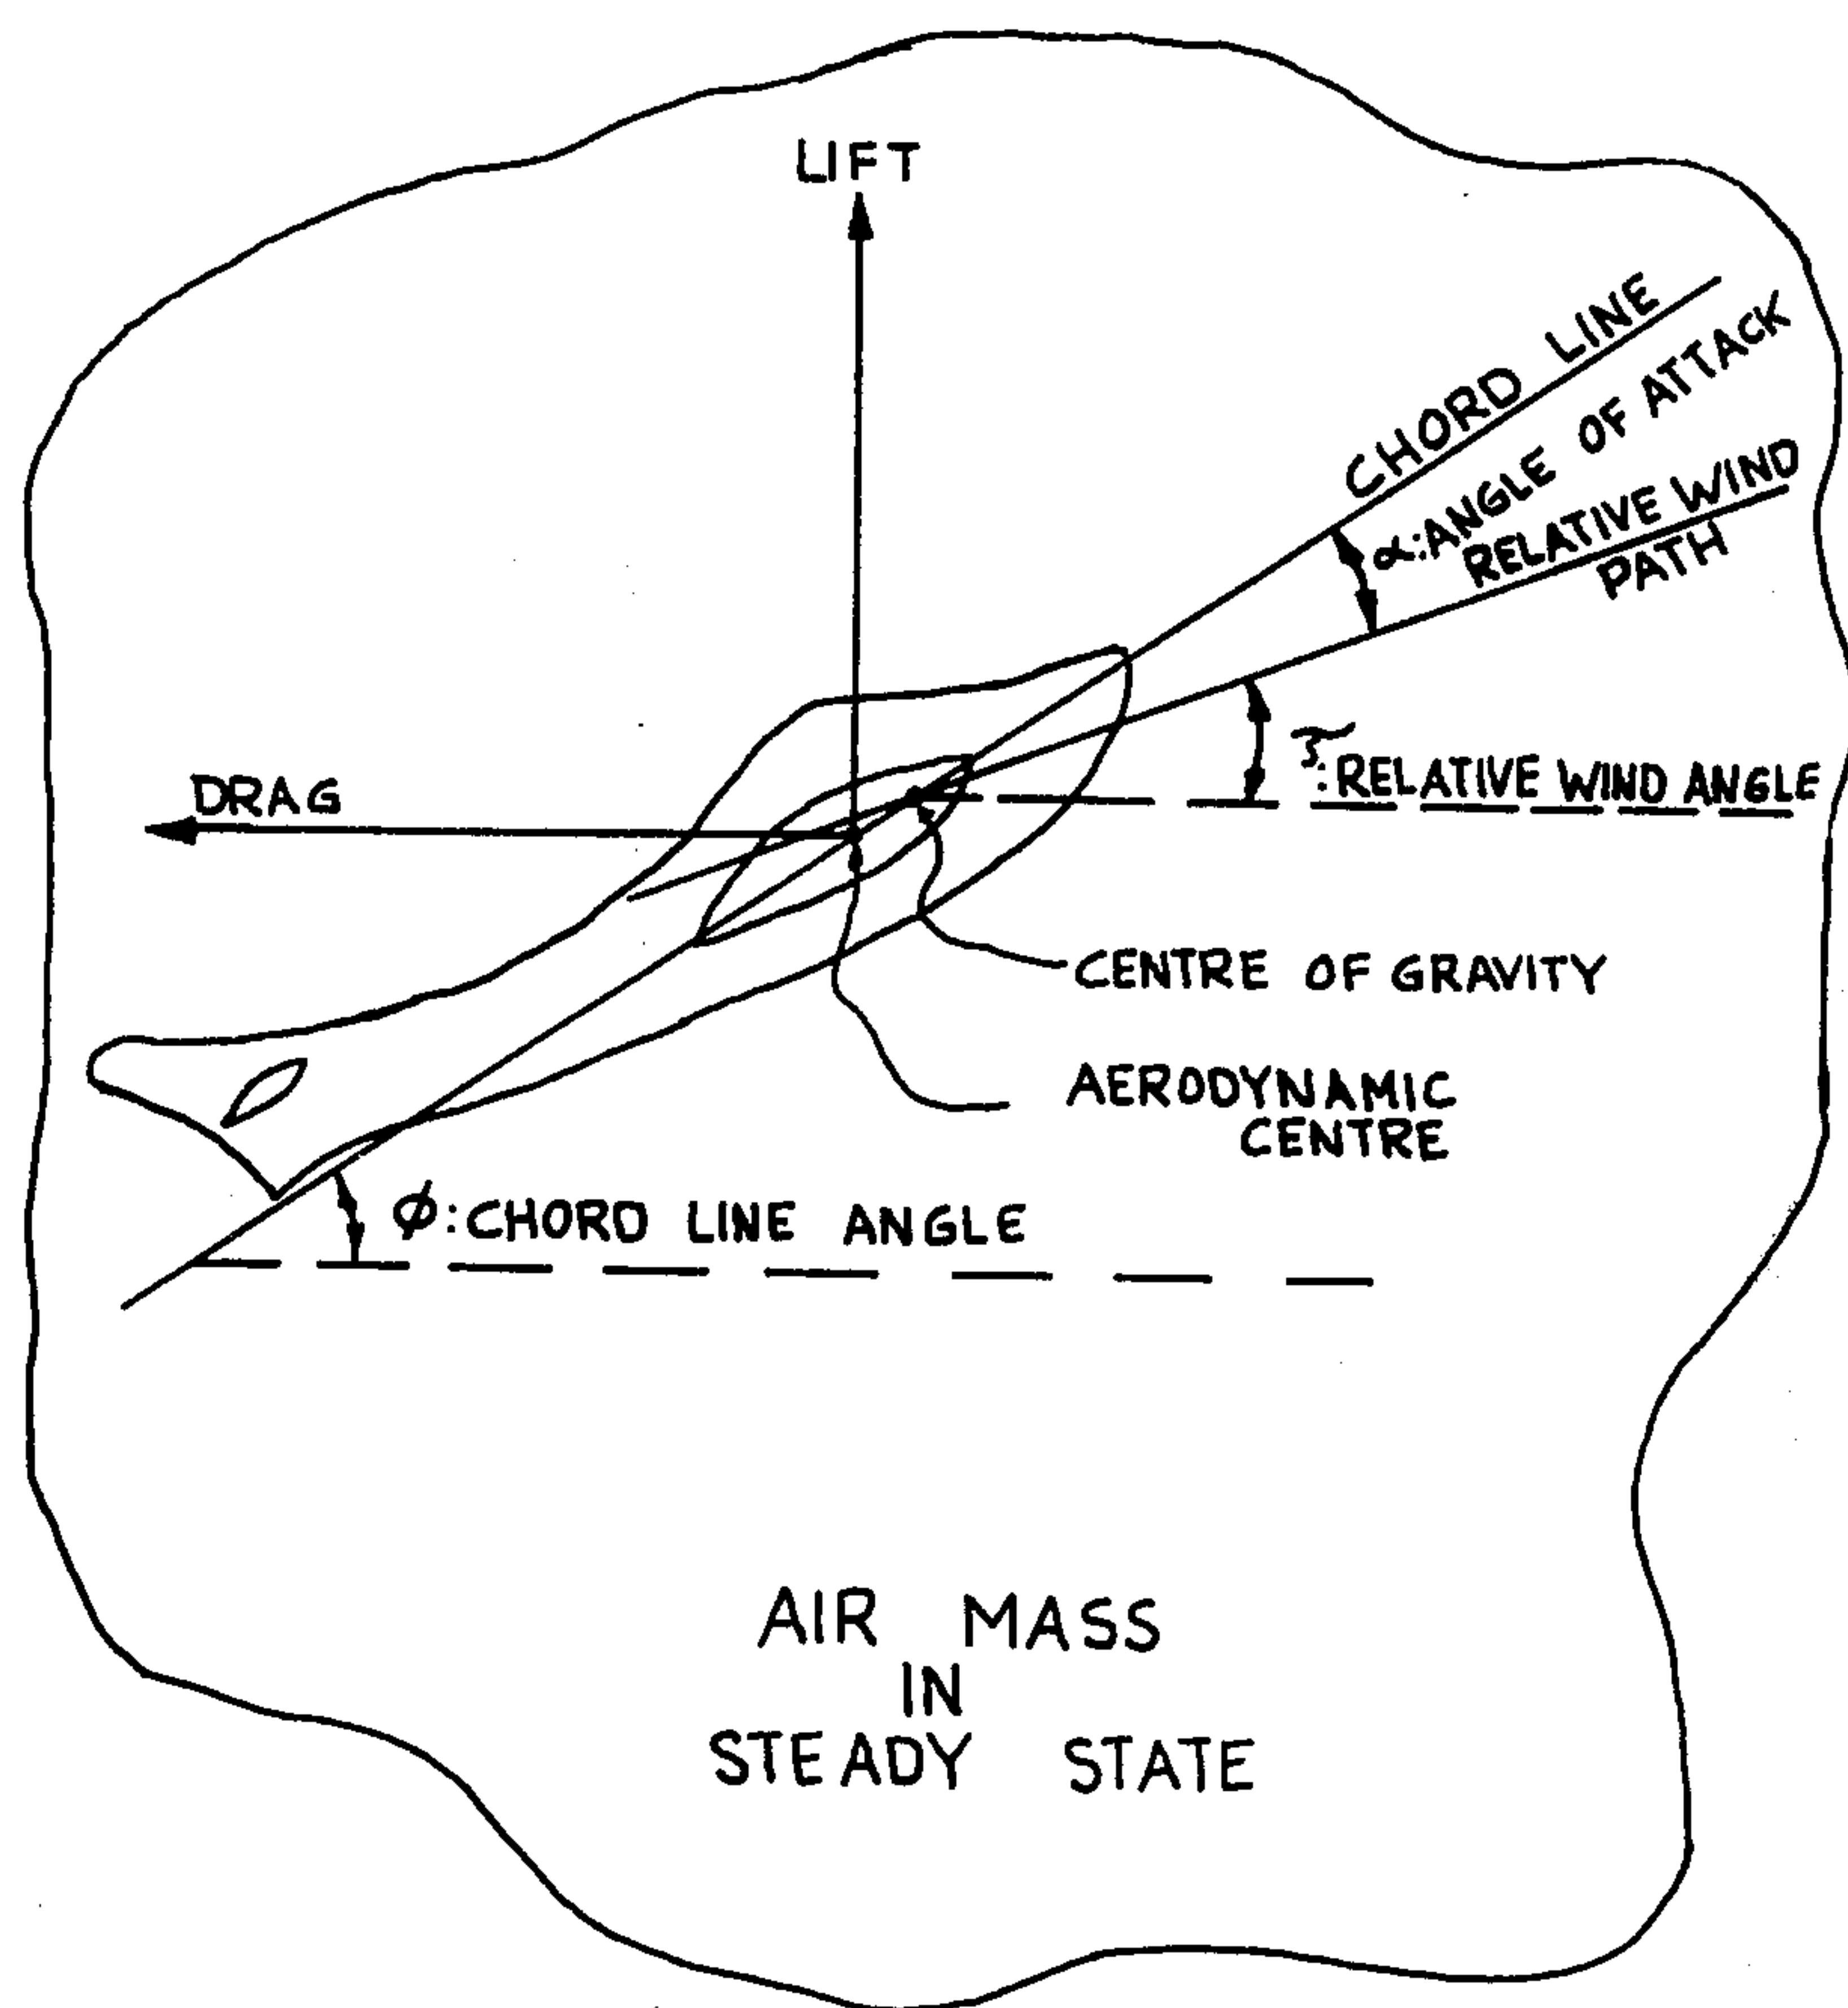 LIFT
CHORD LINE
α:ANGLE OF ATTACK
RELATIVE WIND
PATH
DRAG
:RELATIVE WIND ANGLE
CENTRE OF GRAVITY
AERODYNAMIC
CENTRE
φ:CHORD LINE ANGLE
AIR MASS
IN
STEADY STATE